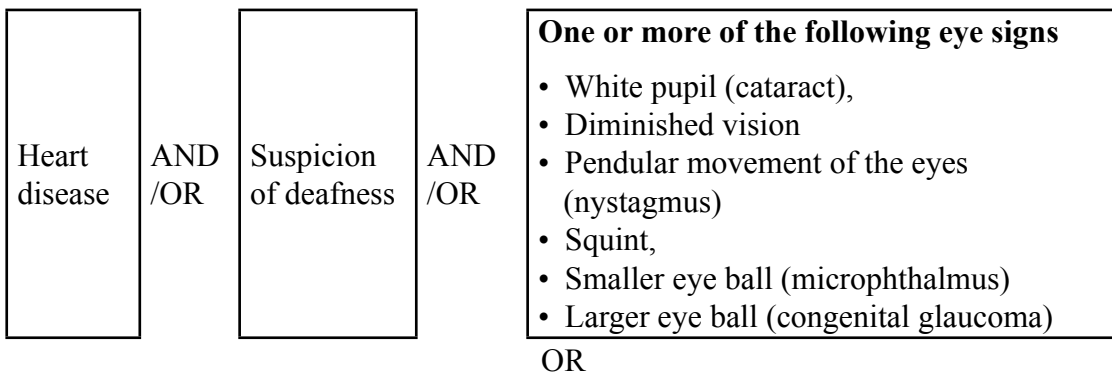 Heart
disease
AND
/OR
Suspicion
of deafness
AND
/OR
One or more of the following eye signs
• White pupil (cataract),
• Diminished vision
• Pendular movement of the eyes
(nystagmus)
• Squint,
• Smaller eye ball (microphthalmus)
• Larger eye ball (congenital glaucoma)
OR